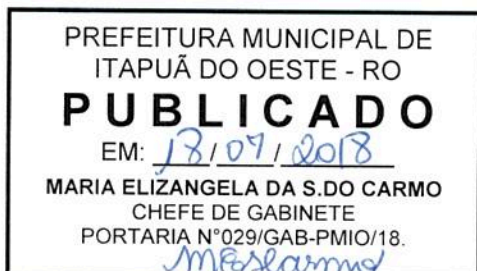 PREFEITURA MUNICIPAL DE
ITAPUÃ DO OESTE - RO
PUBLICADO
EM: 18/07/2018
MARIA ELIZANGELA DA S.DO CARMO
CHEFE DE GABINETE
PORTARIA N°029/GAB-PMIO/18.